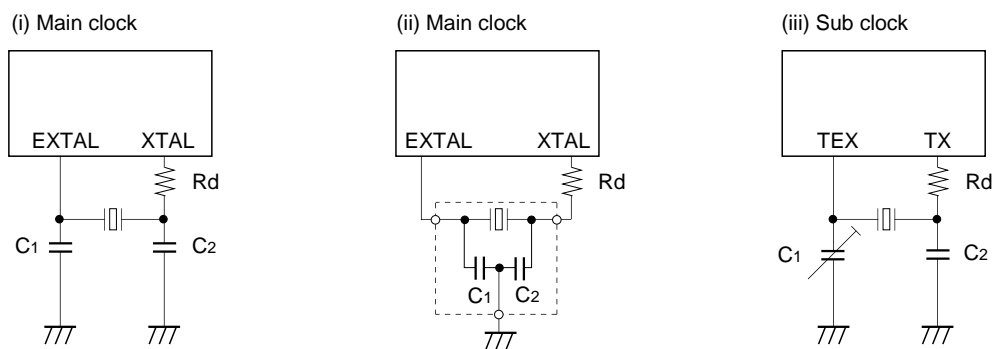 (i) Main clock
EXTAL XTAL
Rd
C1 C2
(ii) Main clock
EXTAL XTAL
Rd
C1 C2
(iii) Sub clock
TEX TX
Rd
C1 C2